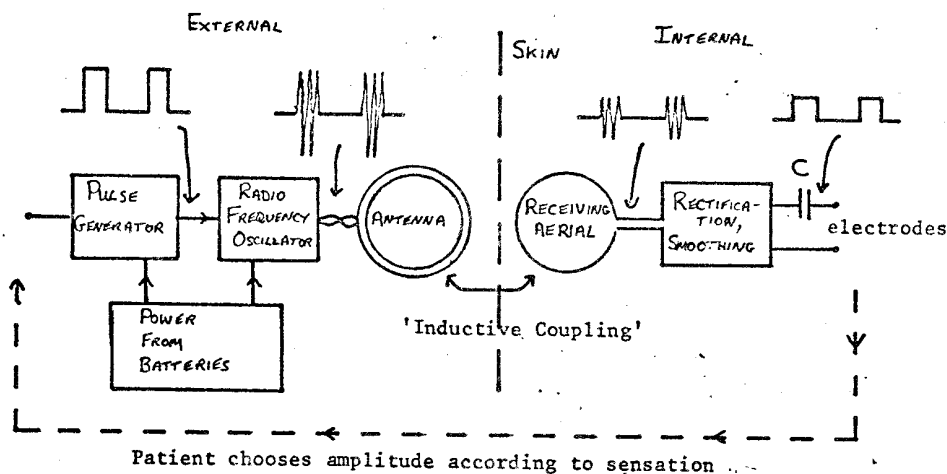 EXTERNAL
SKIN
INTERNAL
PULSE
GENERATOR
RADIO
FREQUENCY
OSCILLATOR
ANTENNA
RECEIVING
AERIAL
RECTIFICA-
TION,
SMOOTHING
C
electrodes
POWER
FROM
BATTERIES
'Inductive Coupling'
Patient chooses amplitude according to sensation